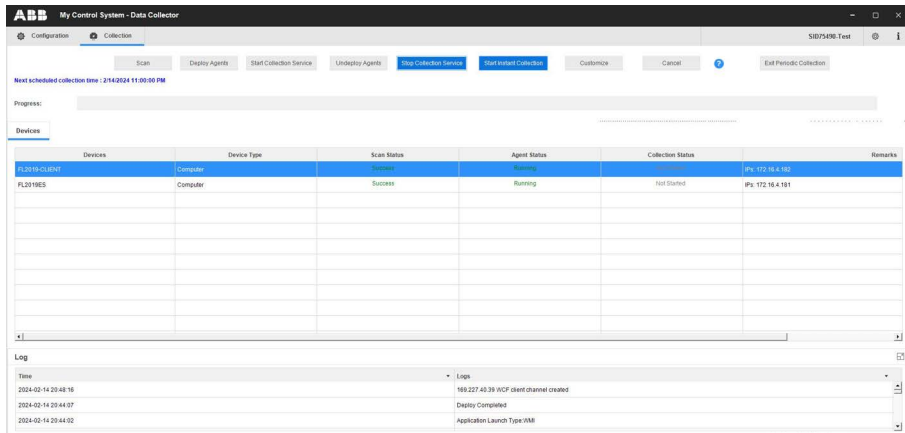 ABB My Control System - Data Collector
Configuration Collection SID75490-Test
Scan Deploy Agents Start Collection Service Undeploy Agents Stop Collection Service Start Instant Collection Customize Cancel ? Exit Periodic Collection
Next scheduled collection time : 2/14/2024 11:00:00 PM
Progress:
Devices
Devices Device Type Scan Status Agent Status Collection Status Remarks
FL2019-CLIENT Computer Success Running IPs: 172.16.4.182
FL2019ES Computer Success Running Not Started IPs: 172.16.4.181
Log
Time Logs
2024-02-14 20:48:16 169.227.40.39 WCF client channel created
2024-02-14 20:44:07 Deploy Completed
2024-02-14 20:44:02 Application Launch Type:WMI